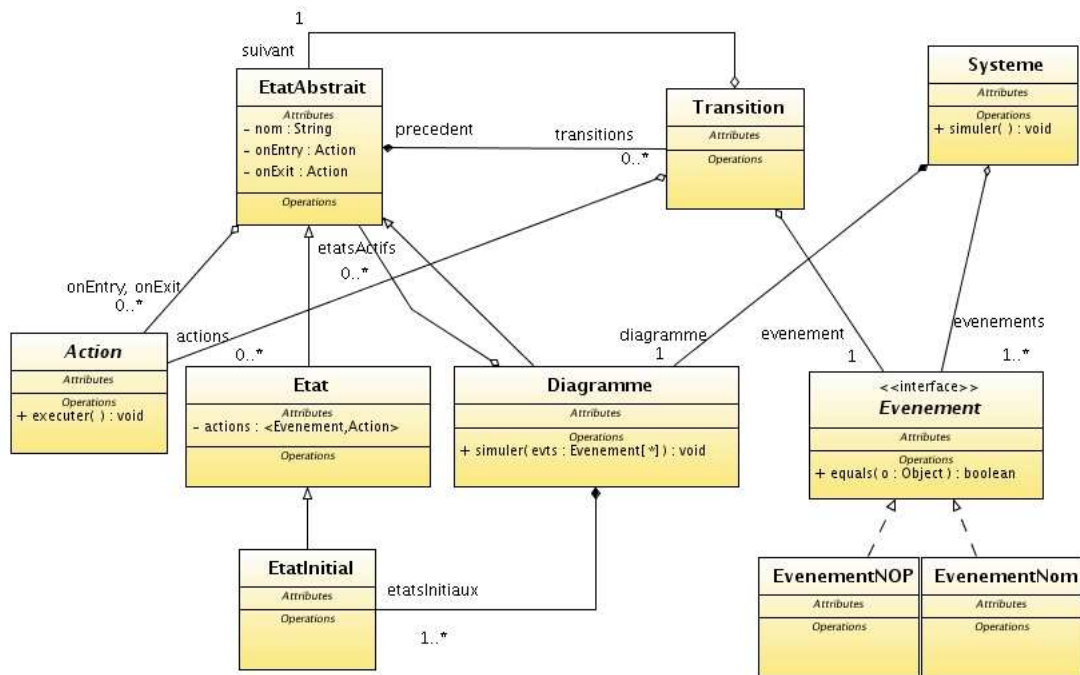 1
suivant
EtatAbstrait
Attributes
- nom : String
- onEntry : Action
- onExit : Action
Operations
precedent
transitions
0..*
Transition
Attributes
Operations
Systeme
Attributes
Operations
+ simuler( ) : void
etatsActifs
0..*
onEntry, onExit
0..*
actions
0..*
diagramme
1
evenement
1
evenements
1..*
Action
Attributes
Operations
+ executer( ) : void
Etat
Attributes
- actions : <Evenement,Action>
Operations
Diagramme
Attributes
Operations
+ simuler( evts : Evenement[*] ) : void
<<interface>>
Evenement
Attributes
Operations
+ equals( o : Object ) : boolean
EtatInitial
Attributes
Operations
etatsInitiaux
1..*
EvenementNOP
Attributes
Operations
EvenementNom
Attributes
Operations